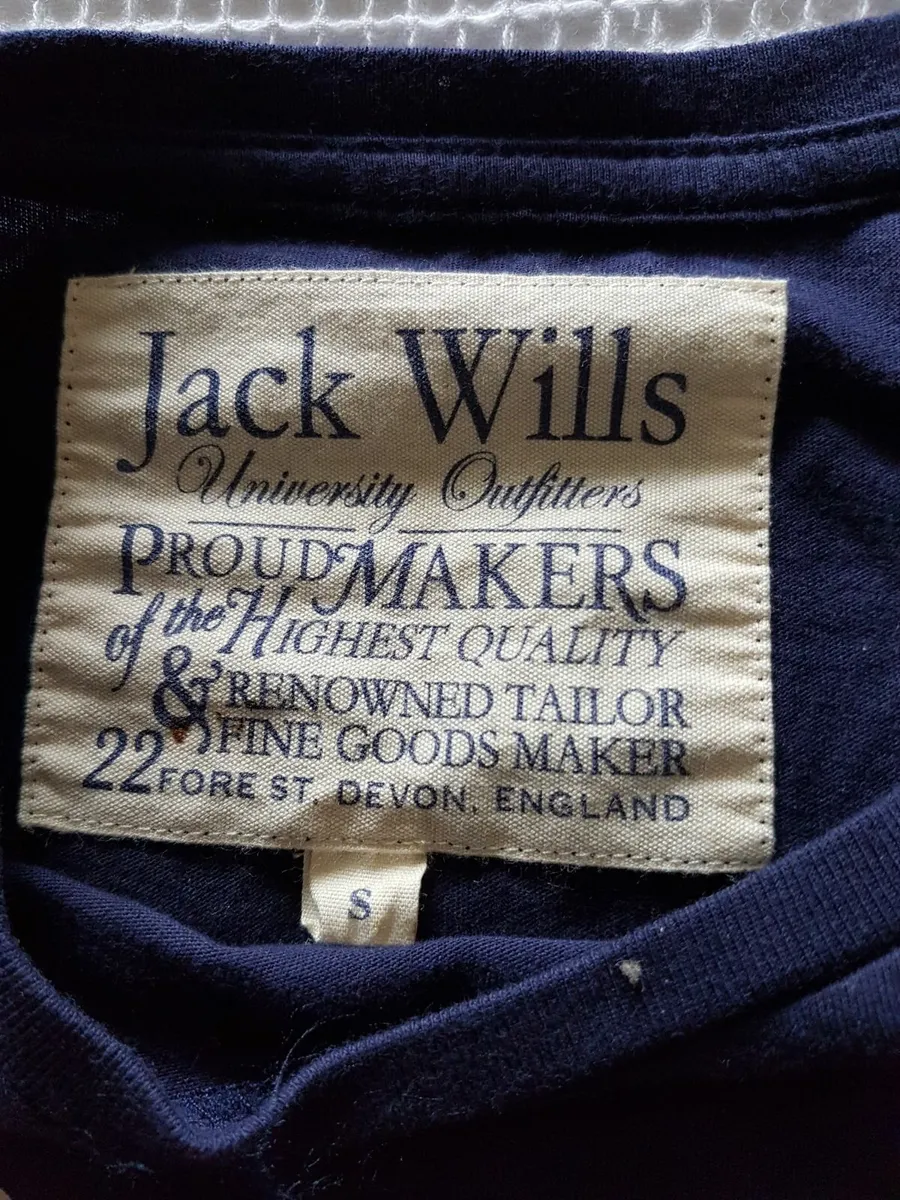 Jack Wills
University Outfitters
PROUD MAKERS
of the HIGHEST QUALITY
& RENOWNED TAILOR
FINE GOODS MAKER
22 FORE ST. DEVON, ENGLAND
S